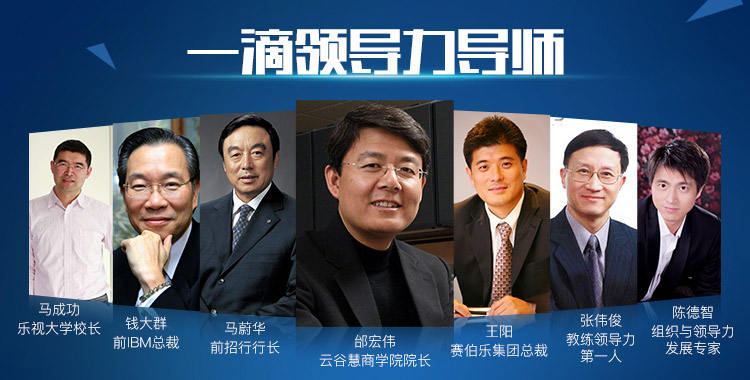 一滴领导力导师
马成功
乐视大学校长
钱大群
前IBM总裁
马蔚华
前招行行长
邰宏伟
云谷慧商学院院长
王阳
赛伯乐集团总裁
张伟俊
教练领导力
第一人
陈德智
组织与领导力
发展专家